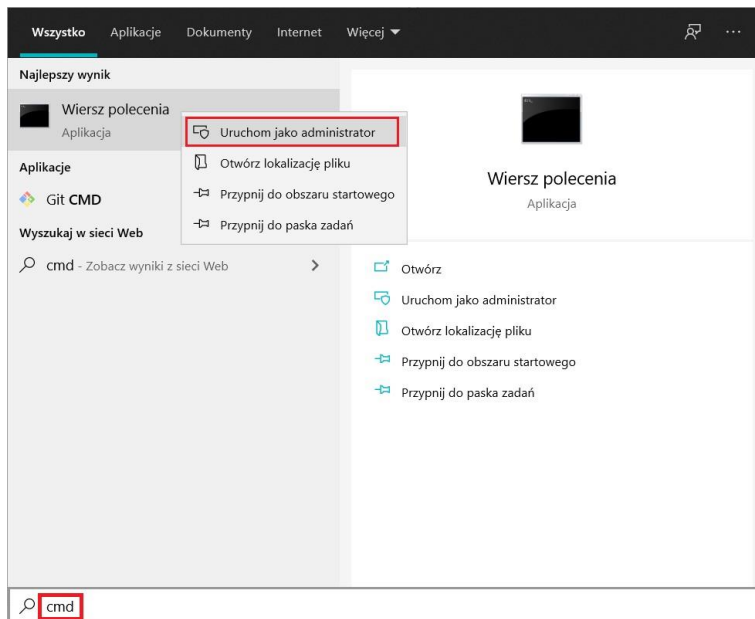 Wszystko Aplikacje Dokumenty Internet Więcej
Najlepszy wynik
Wiersz polecenia
Aplikacja
Uruchom jako administrator
Otwórz lokalizację pliku
Przypnij do obszaru startowego
Przypnij do paska zadań
Aplikacje
Git CMD
Wyszukaj w sieci Web
cmd - Zobacz wyniki z sieci Web
Wiersz polecenia
Aplikacja
Otwórz
Uruchom jako administrator
Otwórz lokalizację pliku
Przypnij do obszaru startowego
Przypnij do paska zadań
cmd